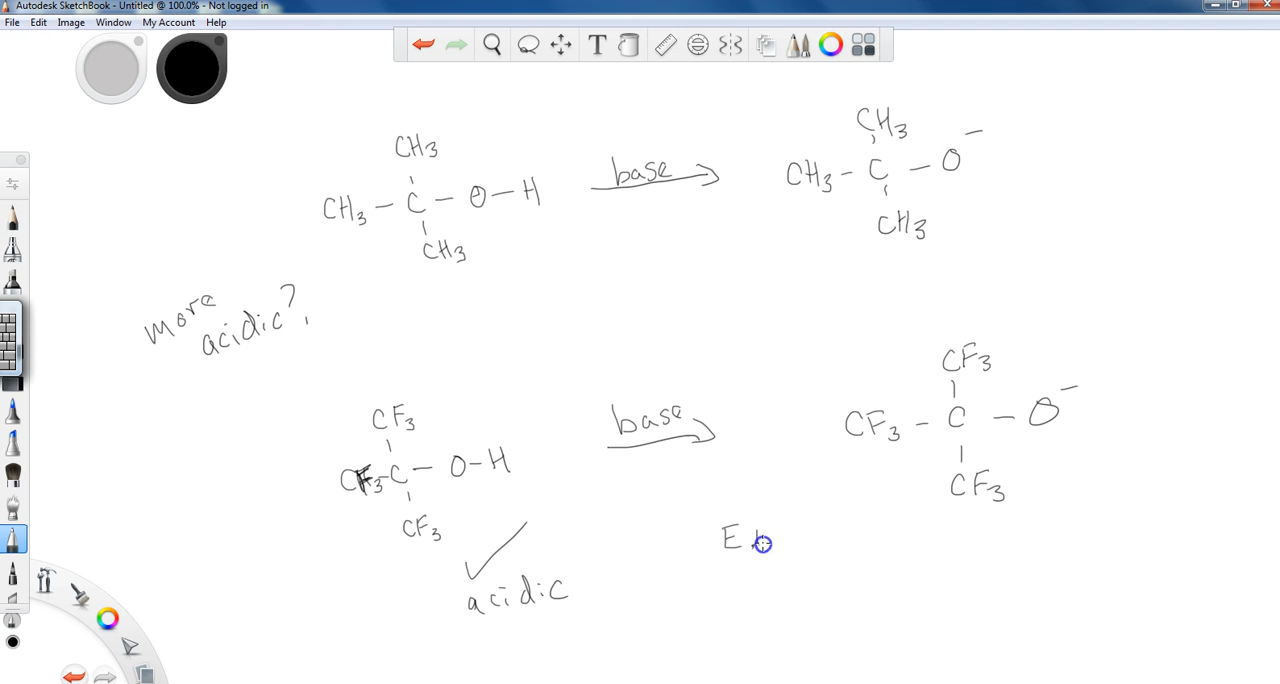 Autodesk SketchBook - Untitled @ 100.0% - Not logged in
File Edit Image Window My Account Help
T
CH3
CH3 - C - O - H
CH3
base
CH3
CH3 - C - O-
CH3
more
acidic?
CF3
CF3 - C - O - H
CF3
base
CF3
CF3 - C - O-
CF3
acidic
E